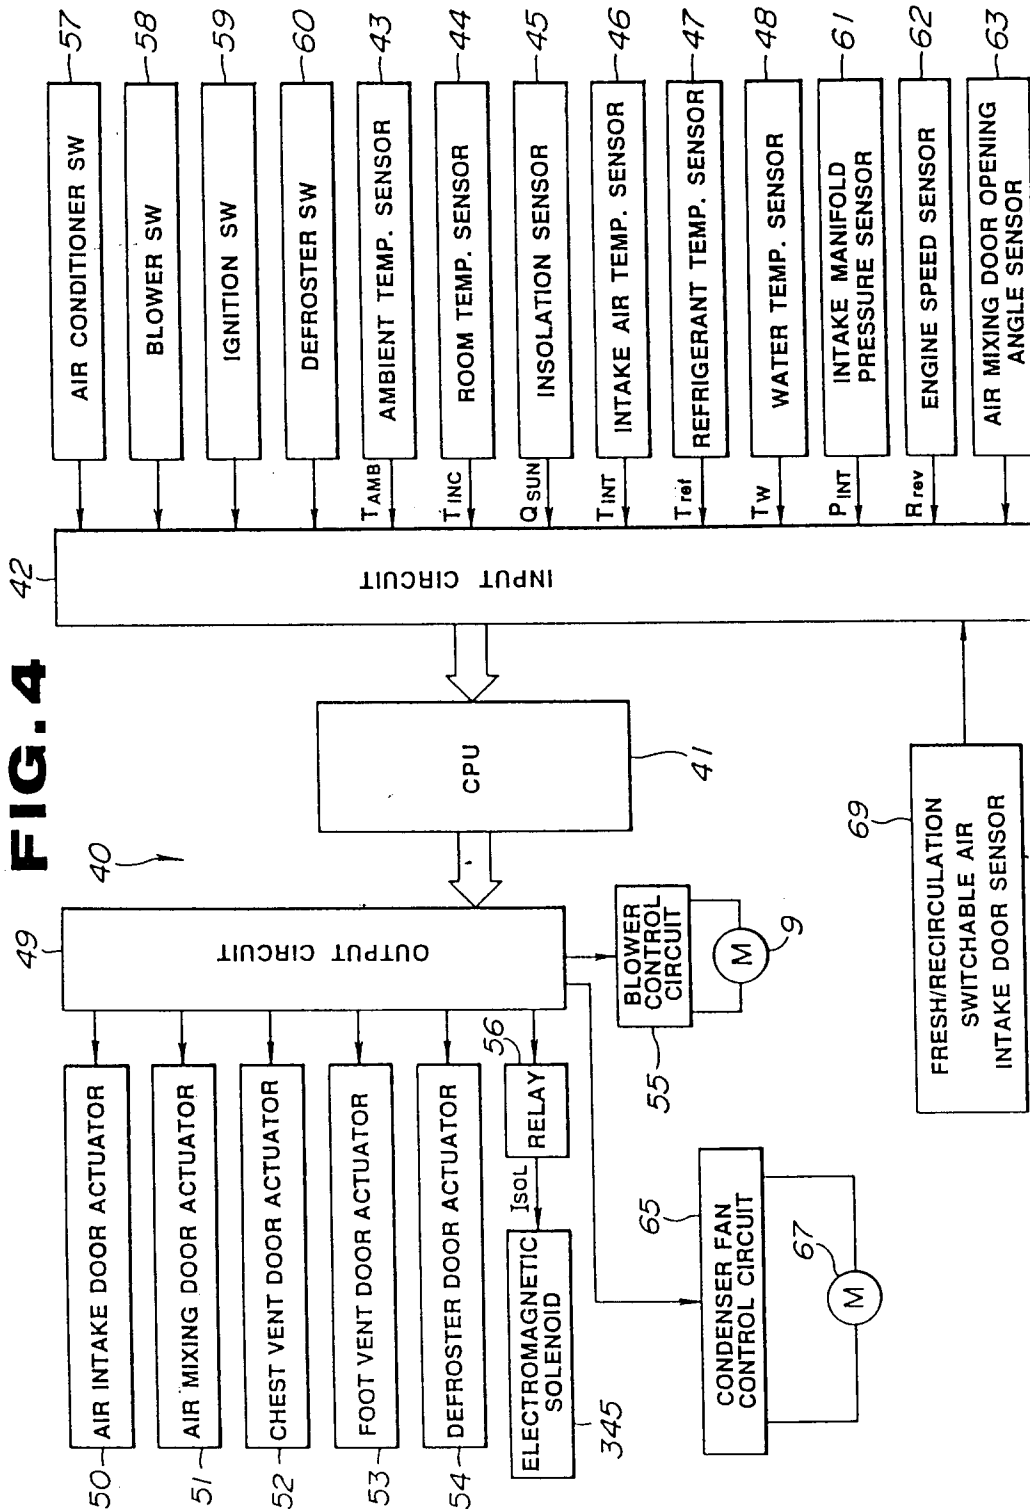 FIG. 4
40
42
INPUT CIRCUIT
57
AIR CONDITIONER SW
58
BLOWER SW
59
IGNITION SW
60
DEFROSTER SW
43
AMBIENT TEMP. SENSOR
TAMB
44
ROOM TEMP. SENSOR
TINC
45
INSOLATION SENSOR
QSUN
46
INTAKE AIR TEMP. SENSOR
TINT
47
REFRIGERANT TEMP. SENSOR
Tref
48
WATER TEMP. SENSOR
TW
61
INTAKE MANIFOLD
PRESSURE SENSOR
PINT
62
ENGINE SPEED SENSOR
Rrev
63
AIR MIXING DOOR OPENING
ANGLE SENSOR
CPU
41
69
FRESH/RECIRCULATION
SWITCHABLE AIR
INTAKE DOOR SENSOR
49
OUTPUT CIRCUIT
50
AIR INTAKE DOOR ACTUATOR
51
AIR MIXING DOOR ACTUATOR
52
CHEST VENT DOOR ACTUATOR
53
FOOT VENT DOOR ACTUATOR
54
DEFROSTER DOOR ACTUATOR
56
RELAY
ISOL
ELECTROMAGNETIC
SOLENOID
345
BLOWER
CONTROL
CIRCUIT
55
M
9
65
CONDENSER FAN
CONTROL CIRCUIT
67
M